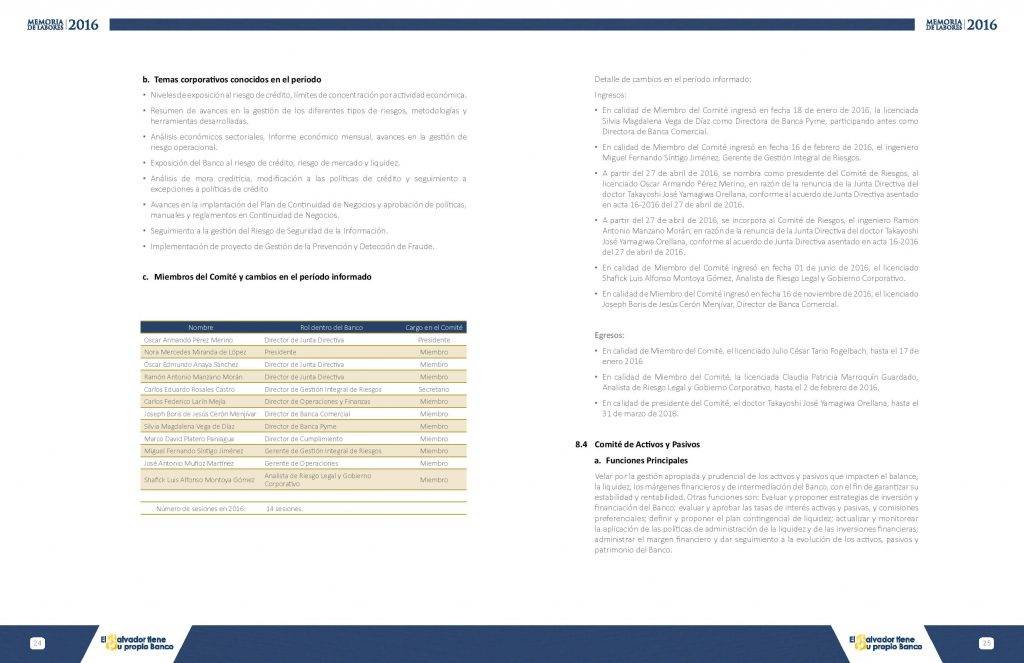 MEMORIA
DE LABORES 2016
b. Temas corporativos conocidos en el período
• Niveles de exposición al riesgo de crédito, límites de concentración por actividad económica.
• Resumen de avances en la gestión de los diferentes tipos de riesgos, metodologías y
herramientas desarrolladas.
• Análisis económicos sectoriales, Informe económico mensual, avances en la gestión de
riesgo operacional.
• Exposición del Banco al riesgo de crédito, riesgo de mercado y liquidez.
• Análisis de mora crediticia, modificación a las políticas de crédito y seguimiento a
excepciones a políticas de crédito
• Avances en la implantación del Plan de Continuidad de Negocios y aprobación de políticas,
manuales y reglamentos en Continuidad de Negocios.
• Seguimiento a la gestión del Riesgo de Seguridad de la Información.
• Implementación de proyecto de Gestión de la Prevención y Detección de Fraude.
c. Miembros del Comité y cambios en el período informado
Nombre Rol dentro del Banco Cargo en el Comité
Oscar Armando Pérez Merino Director de Junta Directiva Presidente
Nora Mercedes Miranda de López Presidente Miembro
Oscar Edmundo Anaya Sánchez Director de Junta Directiva Miembro
Ramón Antonio Manzano Morán Director de Junta Directiva Miembro
Carlos Eduardo Rosales Castro Director de Gestión Integral de Riesgos Secretario
Carlos Federico Larín Mejía Director de Operaciones y Finanzas Miembro
Joseph Boris de Jesús Cerón Menjívar Director de Banca Comercial Miembro
Silvia Magdalena Vega de Díaz Director de Banca Pyme Miembro
Marco David Platero Paniagua Director de Cumplimiento Miembro
Miguel Fernando Síntigo Jiménez Gerente de Gestión Integral de Riesgos Miembro
José Antonio Muñoz Martínez Gerente de Operaciones Miembro
Shafick Luis Alfonso Montoya Gómez Analista de Riesgo Legal y Gobierno
Corporativo Miembro
Número de sesiones en 2016: 14 sesiones.
24
El Salvador tiene
Su propio Banco
MEMORIA
DE LABORES 2016
Detalle de cambios en el período informado:
Ingresos:
• En calidad de Miembro del Comité ingresó en fecha 18 de enero de 2016, la licenciada
Silvia Magdalena Vega de Díaz como Directora de Banca Pyme, participando antes como
Directora de Banca Comercial.
• En calidad de Miembro del Comité ingresó en fecha 16 de febrero de 2016, el ingeniero
Miguel Fernando Síntigo Jiménez, Gerente de Gestión Integral de Riesgos.
• A partir del 27 de abril de 2016, se nombra como presidente del Comité de Riesgos, al
licenciado Oscar Armando Pérez Merino, en razón de la renuncia de la Junta Directiva del
doctor Takayoshi José Yamagiwa Orellana, conforme al acuerdo de Junta Directiva asentado
en acta 16-2016 del 27 de abril de 2016.
• A partir del 27 de abril de 2016, se incorpora al Comité de Riesgos, el ingeniero Ramón
Antonio Manzano Morán, en razón de la renuncia de la Junta Directiva del doctor Takayoshi
José Yamagiwa Orellana, conforme al acuerdo de Junta Directiva asentado en acta 16-2016
del 27 de abril de 2016.
• En calidad de Miembro del Comité ingresó en fecha 01 de junio de 2016, el licenciado
Shafick Luis Alfonso Montoya Gómez, Analista de Riesgo Legal y Gobierno Corporativo.
• En calidad de Miembro del Comité ingresó en fecha 16 de noviembre de 2016, el licenciado
Joseph Boris de Jesús Cerón Menjívar, Director de Banca Comercial.
Egresos:
• En calidad de Miembro del Comité, el licenciado Julio César Tario Fogelbach, hasta el 17 de
enero 2016
• En calidad de Miembro del Comité, la licenciada Claudia Patricia Marroquín Guardado,
Analista de Riesgo Legal y Gobierno Corporativo, hasta el 2 de febrero de 2016.
• En calidad de presidente del Comité, el doctor Takayoshi José Yamagiwa Orellana, hasta el
31 de marzo de 2016.
8.4 Comité de Activos y Pasivos
a. Funciones Principales
Velar por la gestión apropiada y prudencial de los activos y pasivos que impacten el balance,
la liquidez, los márgenes financieros y de intermediación del Banco, con el fin de garantizar su
estabilidad y rentabilidad. Otras funciones son: Evaluar y proponer estrategias de inversión y
financiación del Banco; evaluar y aprobar las tasas de interés activas y pasivas, y comisiones
preferenciales; definir y proponer el plan contingencial de liquidez; actualizar y monitorear
la aplicación de las políticas de administración de la liquidez y de las inversiones financieras;
administrar el margen financiero y dar seguimiento a la evolución de los activos, pasivos y
patrimonio del Banco.
El Salvador tiene
Su propio Banco
25